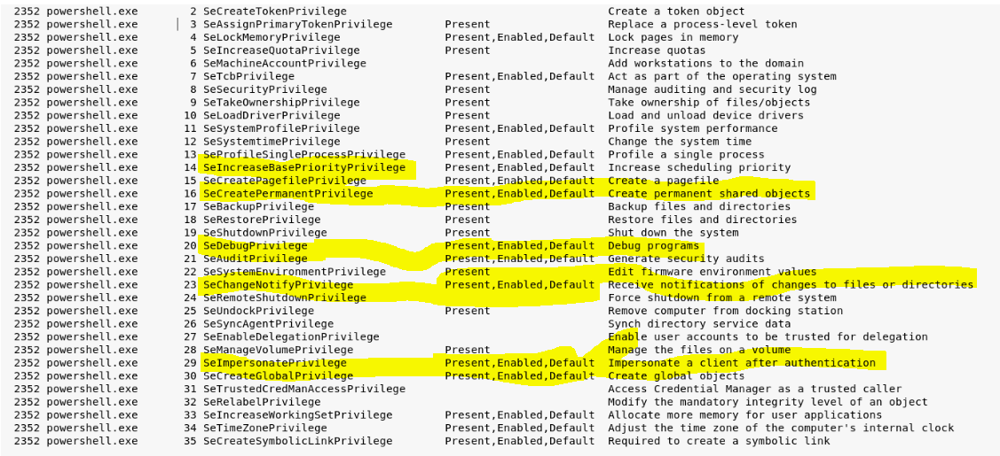 2352 powershell.exe 2 SeCreateTokenPrivilege Create a token object
2352 powershell.exe 3 SeAssignPrimaryTokenPrivilege Present Replace a process-level token
2352 powershell.exe 4 SeLockMemoryPrivilege Present,Enabled,Default Lock pages in memory
2352 powershell.exe 5 SeIncreaseQuotaPrivilege Present Increase quotas
2352 powershell.exe 6 SeMachineAccountPrivilege Add workstations to the domain
2352 powershell.exe 7 SeTcbPrivilege Present,Enabled,Default Act as part of the operating system
2352 powershell.exe 8 SeSecurityPrivilege Present Manage auditing and security log
2352 powershell.exe 9 SeTakeOwnershipPrivilege Present Take ownership of files/objects
2352 powershell.exe 10 SeLoadDriverPrivilege Present Load and unload device drivers
2352 powershell.exe 11 SeSystemProfilePrivilege Present,Enabled,Default Profile system performance
2352 powershell.exe 12 SeSystemtimePrivilege Present Change the system time
2352 powershell.exe 13 SeProfileSingleProcessPrivilege Present,Enabled,Default Profile a single process
2352 powershell.exe 14 SeIncreaseBasePriorityPrivilege Present,Enabled,Default Increase scheduling priority
2352 powershell.exe 15 SeCreatePagefilePrivilege Present,Enabled,Default Create a pagefile
2352 powershell.exe 16 SeCreatePermanentPrivilege Present,Enabled,Default Create permanent shared objects
2352 powershell.exe 17 SeBackupPrivilege Present Backup files and directories
2352 powershell.exe 18 SeRestorePrivilege Present Restore files and directories
2352 powershell.exe 19 SeShutdownPrivilege Present Shut down the system
2352 powershell.exe 20 SeDebugPrivilege Present,Enabled,Default Debug programs
2352 powershell.exe 21 SeAuditPrivilege Present,Enabled,Default Generate security audits
2352 powershell.exe 22 SeSystemEnvironmentPrivilege Present Edit firmware environment values
2352 powershell.exe 23 SeChangeNotifyPrivilege Present,Enabled,Default Receive notifications of changes to files or directories
2352 powershell.exe 24 SeRemoteShutdownPrivilege Force shutdown from a remote system
2352 powershell.exe 25 SeUndockPrivilege Present Remove computer from docking station
2352 powershell.exe 26 SeSyncAgentPrivilege Synch directory service data
2352 powershell.exe 27 SeEnableDelegationPrivilege Enable user accounts to be trusted for delegation
2352 powershell.exe 28 SeManageVolumePrivilege Present Manage the files on a volume
2352 powershell.exe 29 SeImpersonatePrivilege Present,Enabled,Default Impersonate a client after authentication
2352 powershell.exe 30 SeCreateGlobalPrivilege Present,Enabled,Default Create global objects
2352 powershell.exe 31 SeTrustedCredManAccessPrivilege Access Credential Manager as a trusted caller
2352 powershell.exe 32 SeRelabelPrivilege Modify the mandatory integrity level of an object
2352 powershell.exe 33 SeIncreaseWorkingSetPrivilege Present,Enabled,Default Allocate more memory for user applications
2352 powershell.exe 34 SeTimeZonePrivilege Present,Enabled,Default Adjust the time zone of the computer's internal clock
2352 powershell.exe 35 SeCreateSymbolicLinkPrivilege Present,Enabled,Default Required to create a symbolic link